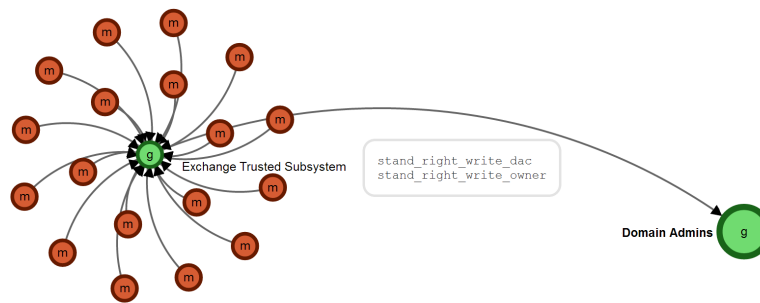 m
m
m
m
m
m
m
m
m
g
Exchange Trusted Subsystem
stand_right_write_dac
stand_right_write_owner
m
m
m
m
m
Domain Admins
g
m
m
m
m